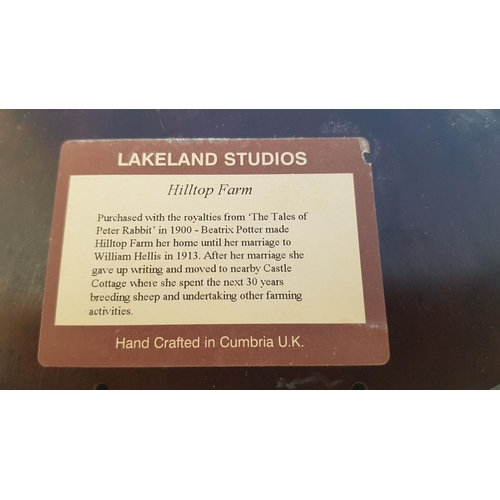 LAKELAND STUDIOS
Hilltop Farm
Purchased with the royalties from 'The Tales of
Peter Rabbit' in 1900 - Beatrix Potter made
Hilltop Farm her home until her marriage to
William Hellis in 1913. After her marriage she
gave up writing and moved to nearby Castle
Cottage where she spent the next 30 years
breeding sheep and undertaking other farming
activities.
Hand Crafted in Cumbria U.K.